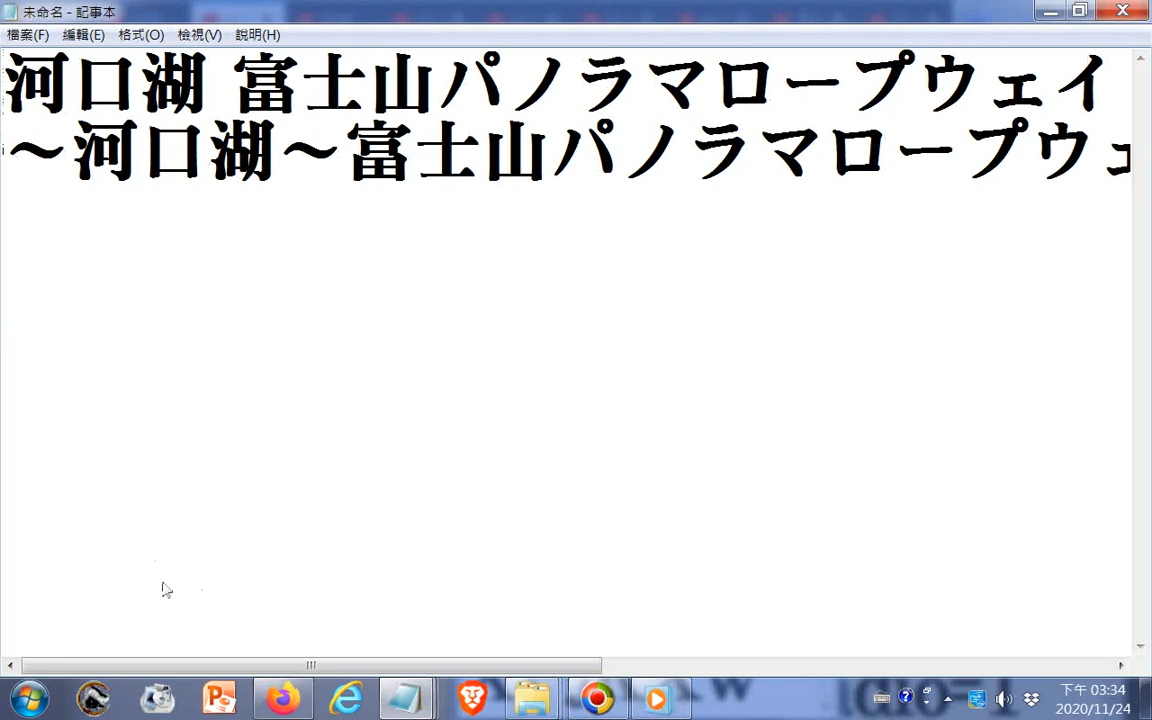 未命名 - 記事本
檔案(F) 編輯(E) 格式(O) 檢視(V) 說明(H)
河口湖 富士山パノラマロープウェイ
～河口湖～富士山パノラマロープウェ
下午 03:34
2020/11/24